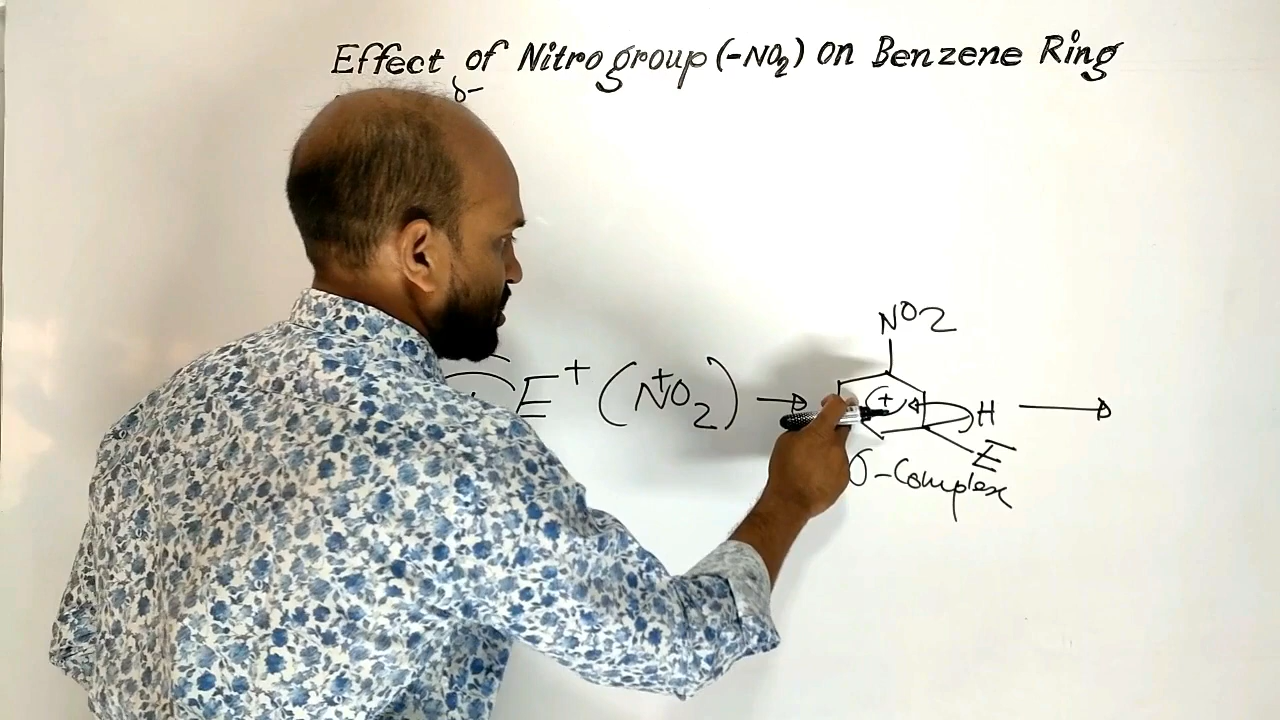 Effect of Nitro group (-NO2) on Benzene Ring
δ-
NO2
E+ (N+O2) → + H →
E
σ-Complex